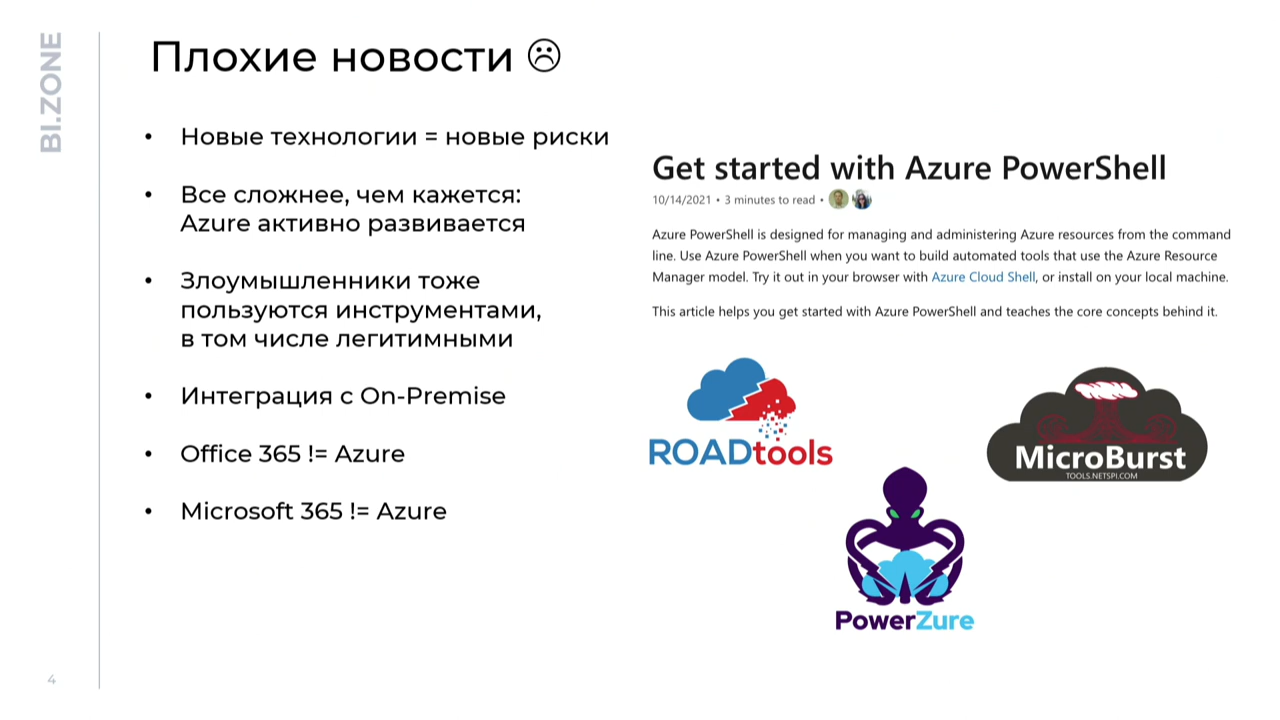 BI.ZONE
Плохие новости ☹
• Новые технологии = новые риски
• Все сложнее, чем кажется:
Azure активно развивается
• Злоумышленники тоже
пользуются инструментами,
в том числе легитимными
• Интеграция с On-Premise
• Office 365 != Azure
• Microsoft 365 != Azure
Get started with Azure PowerShell
10/14/2021 • 3 minutes to read •
Azure PowerShell is designed for managing and administering Azure resources from the command
line. Use Azure PowerShell when you want to build automated tools that use the Azure Resource
Manager model. Try it out in your browser with Azure Cloud Shell, or install on your local machine.
This article helps you get started with Azure PowerShell and teaches the core concepts behind it.
ROADtools
MicroBurst
TOOLS.NETSPI.COM
PowerZure
4